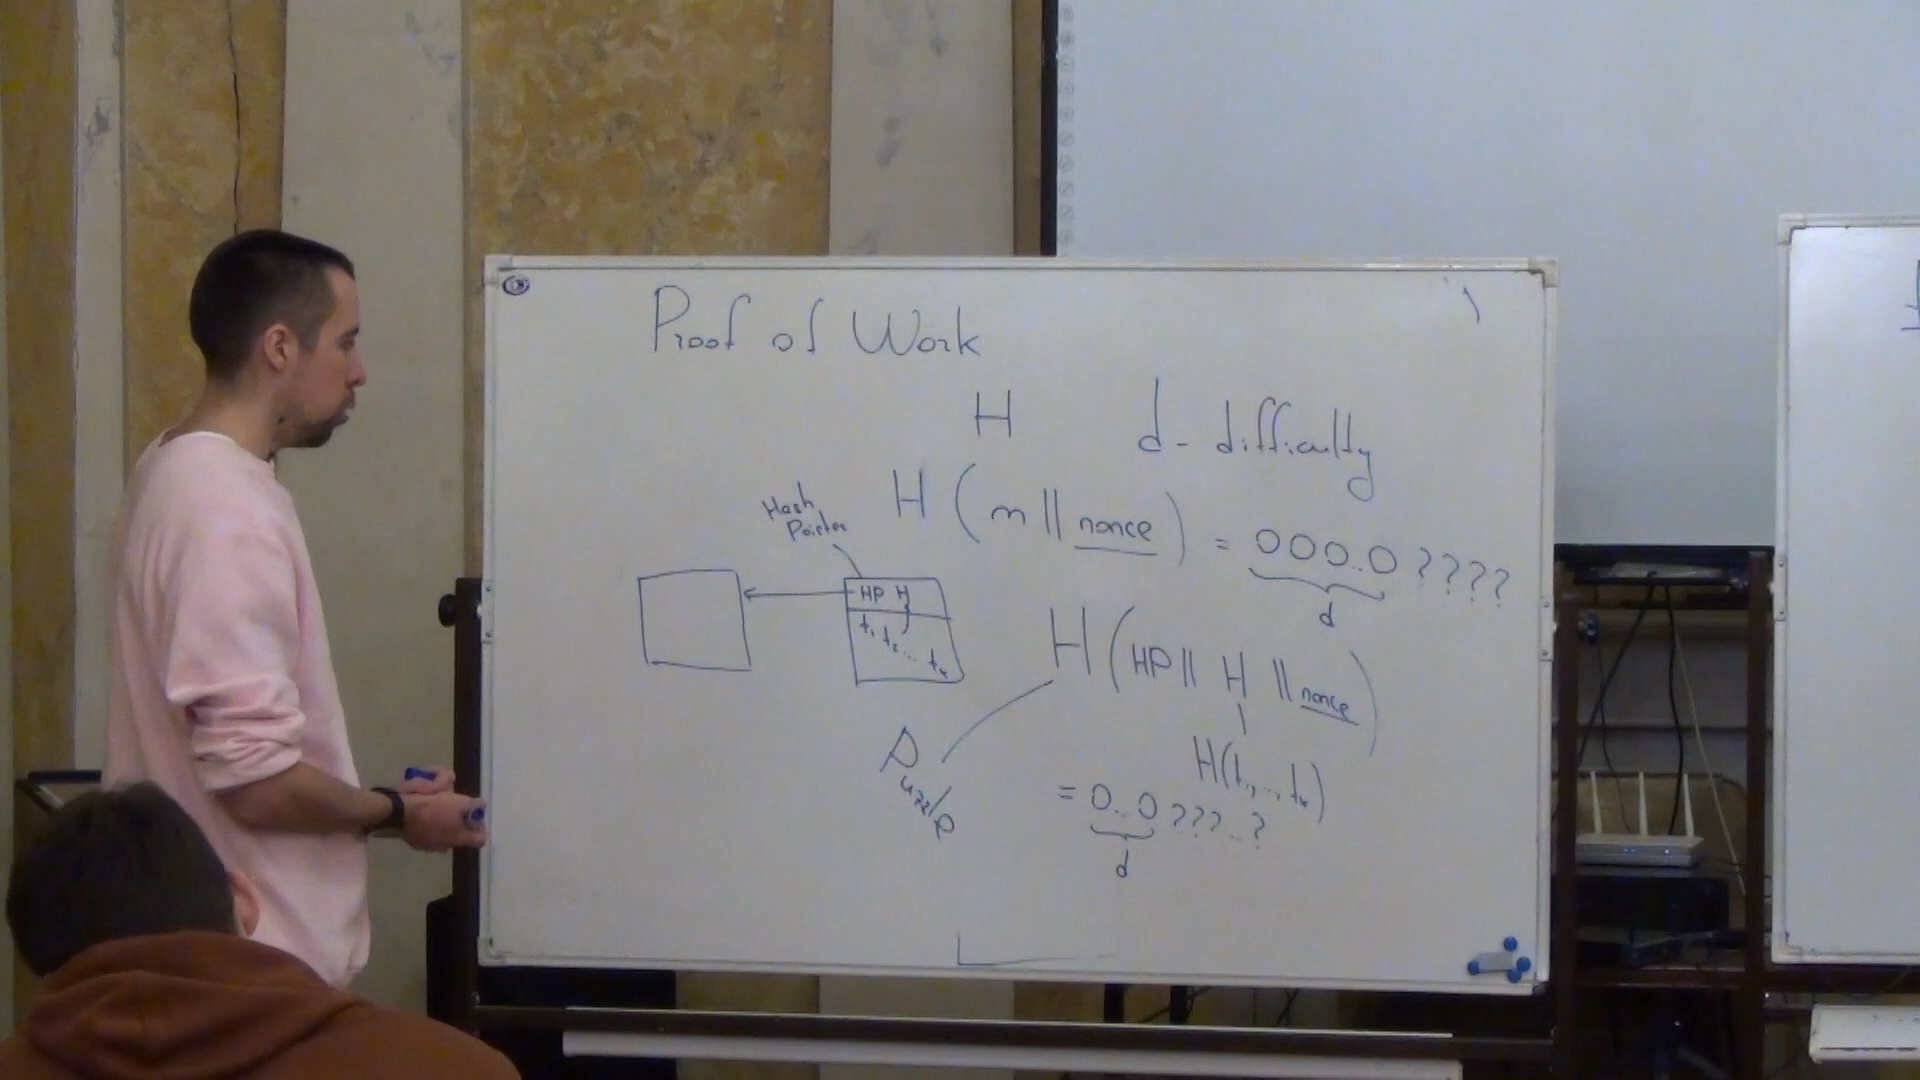 Proof of Work
H d - difficulty
H ( m || nonce ) = 000..0 ????
d
Hash
Pointer
HP H
t₁ t₂ ... tₖ
H ( HP || H || nonce )
H(t₁, ... tₖ)
= 0..0 ??? .. ?
d
Puzzle